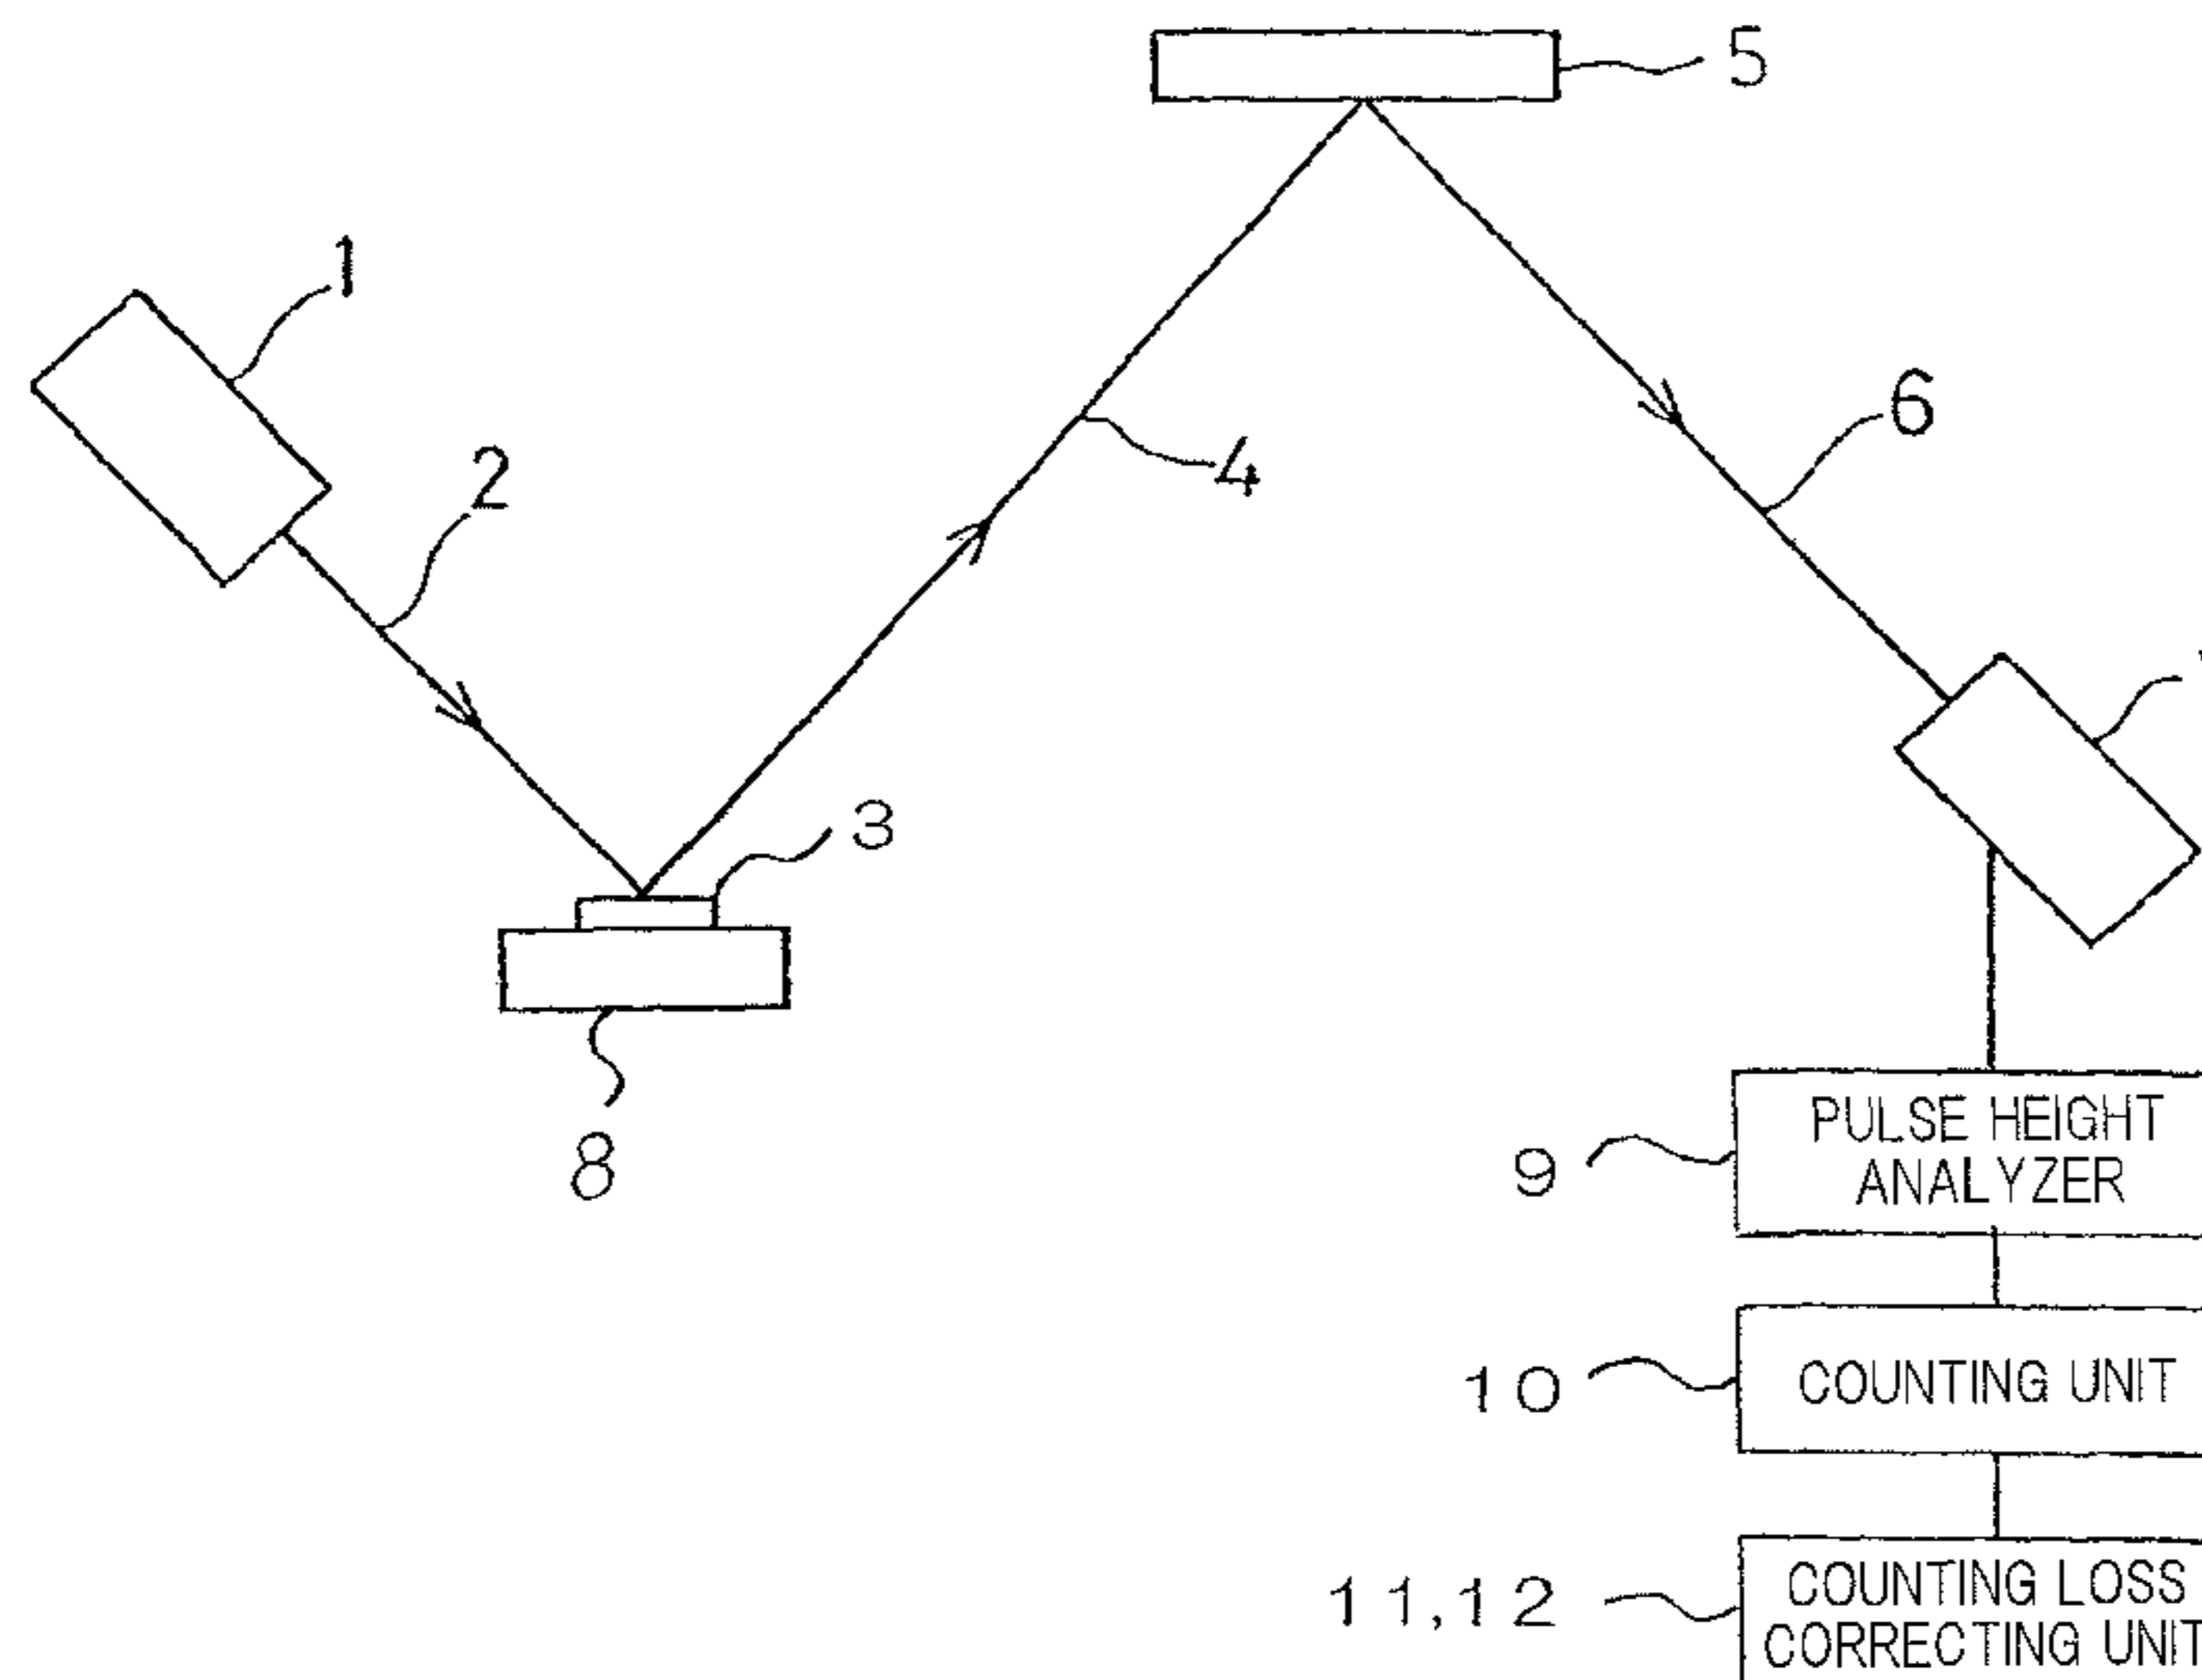 5
1
2
6
4
3
8
9
PULSE HEIGHT
ANALYZER
10
COUNTING UNIT
11,12
COUNTING LOSS
CORRECTING UNIT